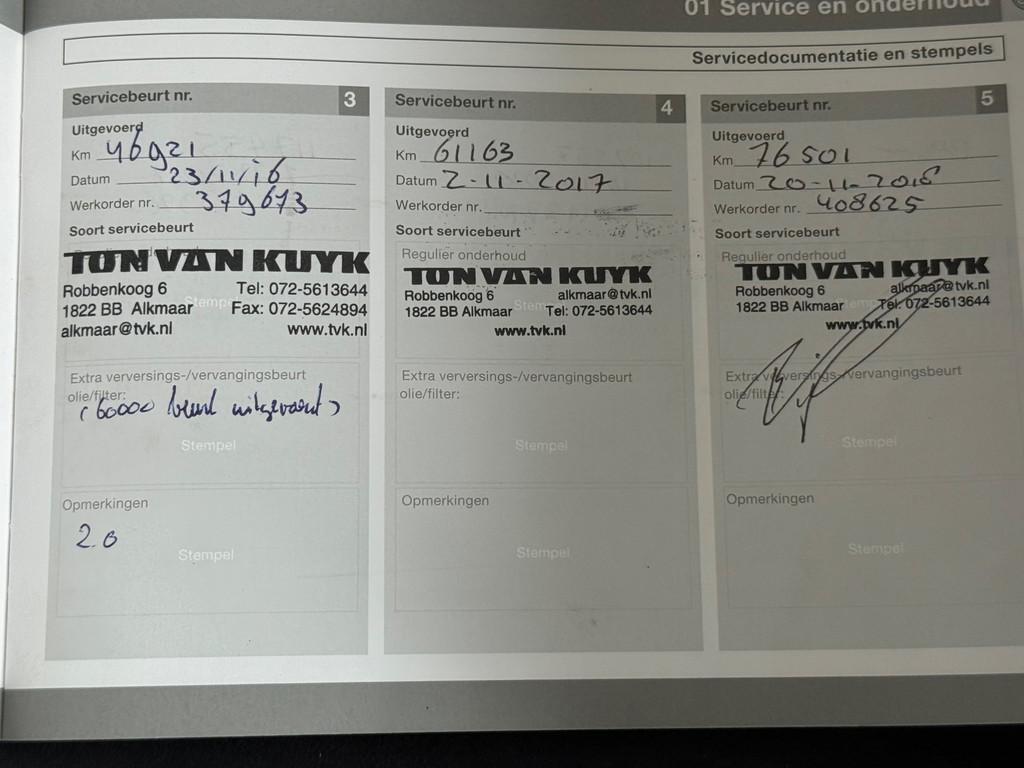 01 Service en onderhoud
Servicedocumentatie en stempels
Servicebeurt nr. 3
Uitgevoerd
Km 46921
Datum 23/11/16
Werkorder nr. 379673
Soort servicebeurt
Regulier onderhoud
TON VAN KUYK
Robbenkoog 6 Tel: 072-5613644
1822 BB Alkmaar Fax: 072-5624894
alkmaar@tvk.nl www.tvk.nl
Stempel
Extra verversings-/vervangingsbeurt
olie/filter:
(60000 beurt uitgevoerd)
Stempel
Opmerkingen
2.0
Stempel
Servicebeurt nr. 4
Uitgevoerd
Km 61163
Datum 2-11-2017
Werkorder nr.
Soort servicebeurt
Regulier onderhoud
TON VAN KUYK
Robbenkoog 6 alkmaar@tvk.nl
1822 BB Alkmaar Tel: 072-5613644
www.tvk.nl
Extra verversings-/vervangingsbeurt
olie/filter:
Stempel
Opmerkingen
Stempel
Servicebeurt nr. 5
Uitgevoerd
Km 76501
Datum 20-11-2018
Werkorder nr. 408625
Soort servicebeurt
Regulier onderhoud
TON VAN KUYK
Robbenkoog 6 alkmaar@tvk.nl
1822 BB Alkmaar Tel: 072-5613644
www.tvk.nl
Extra verversings-/vervangingsbeurt
olie/filter:
Stempel
Opmerkingen
Stempel